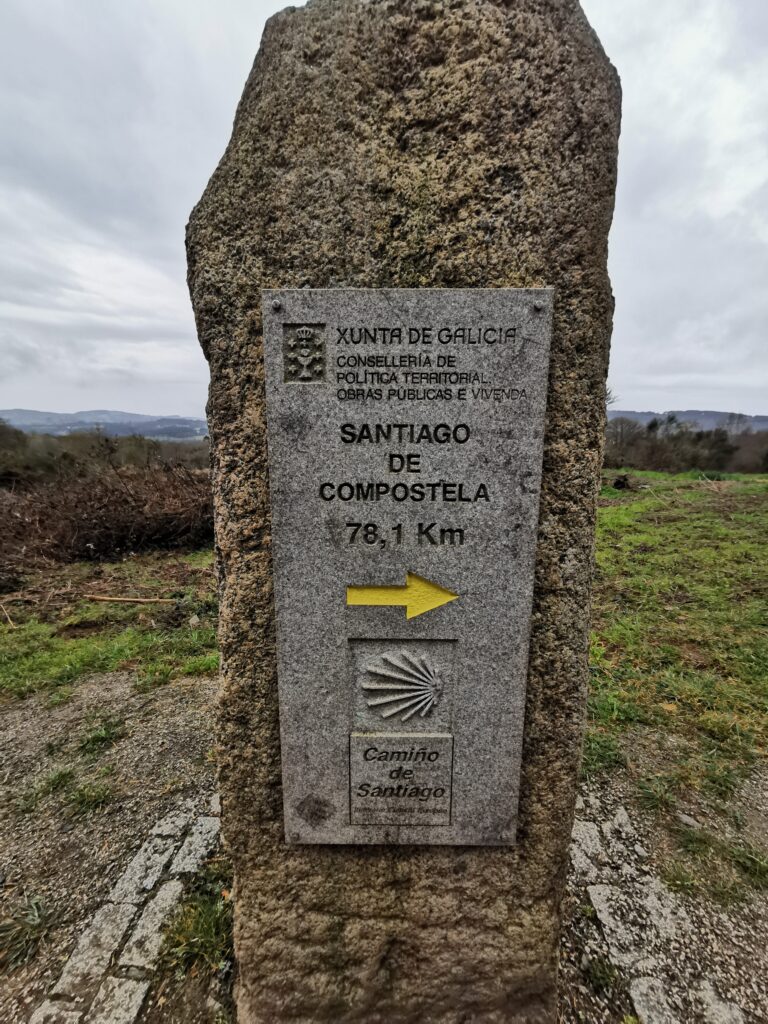 XUNTA DE GALICIA
CONSELLERÍA DE
POLÍTICA TERRITORIAL,
OBRAS PÚBLICAS E VIVENDA
SANTIAGO
DE
COMPOSTELA
78,1 Km
Camiño
de
Santiago